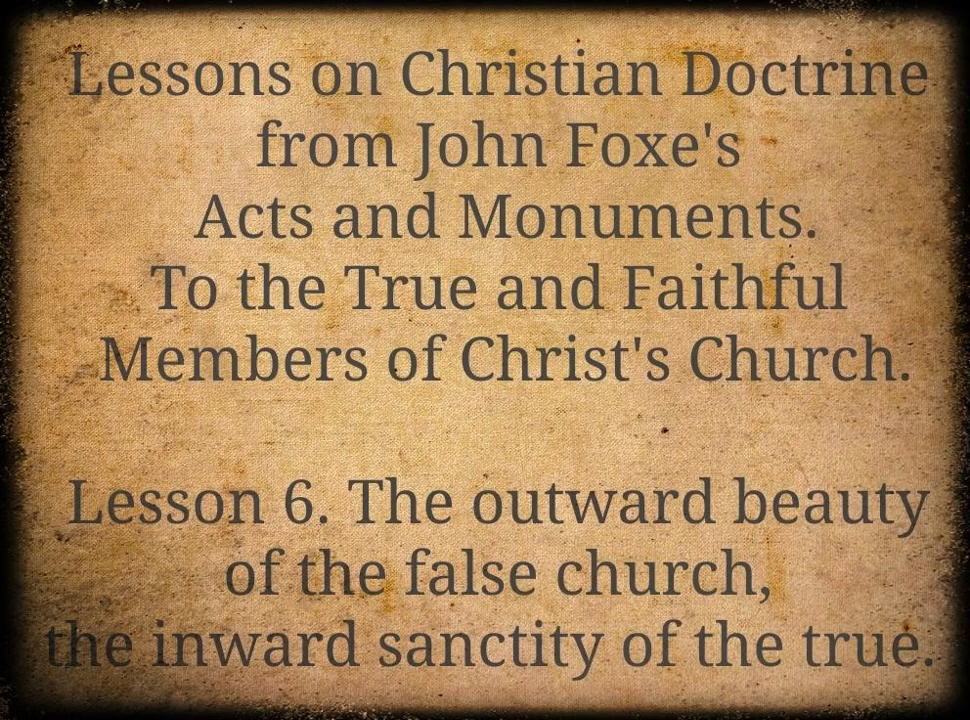 Lessons on Christian Doctrine
from John Foxe's
Acts and Monuments.
To the True and Faithful
Members of Christ's Church.
Lesson 6. The outward beauty
of the false church,
the inward sanctity of the true.